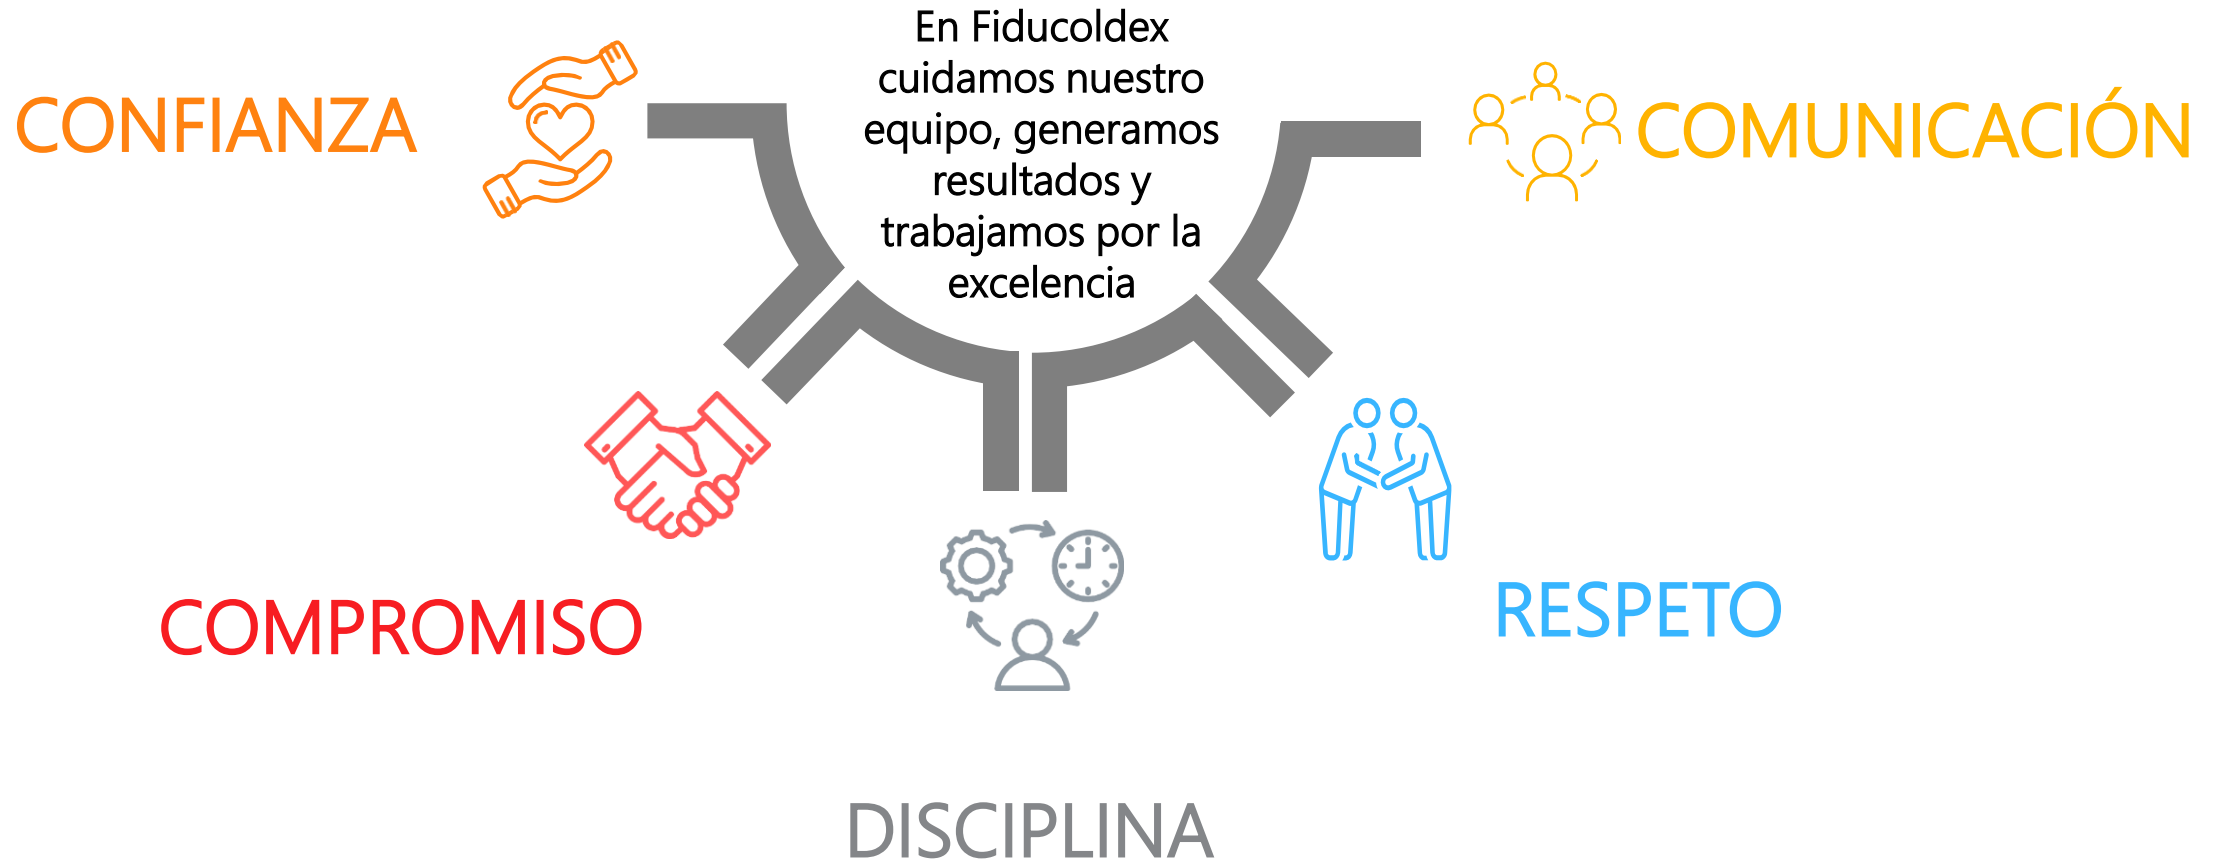 En Fiducoldex
cuidamos nuestro
equipo, generamos
resultados y
trabajamos por la
excelencia
CONFIANZA
COMUNICACIÓN
COMPROMISO
RESPETO
DISCIPLINA